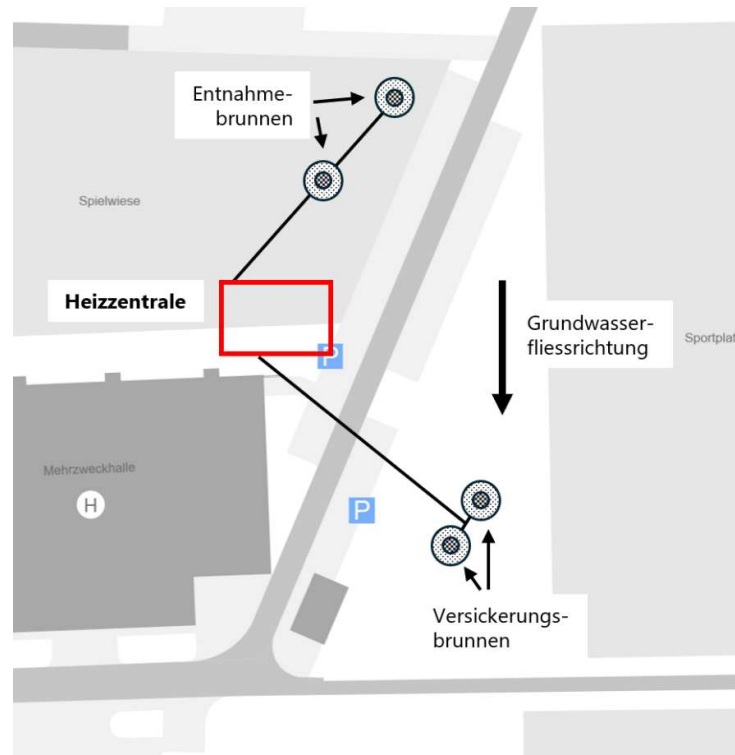 Entnahme-
brunnen
Spielwiese
Heizzentrale
Grundwasser-
fliessrichtung
Sportplat
P
Mehrzweckhalle
H
P
Versickerungs-
brunnen